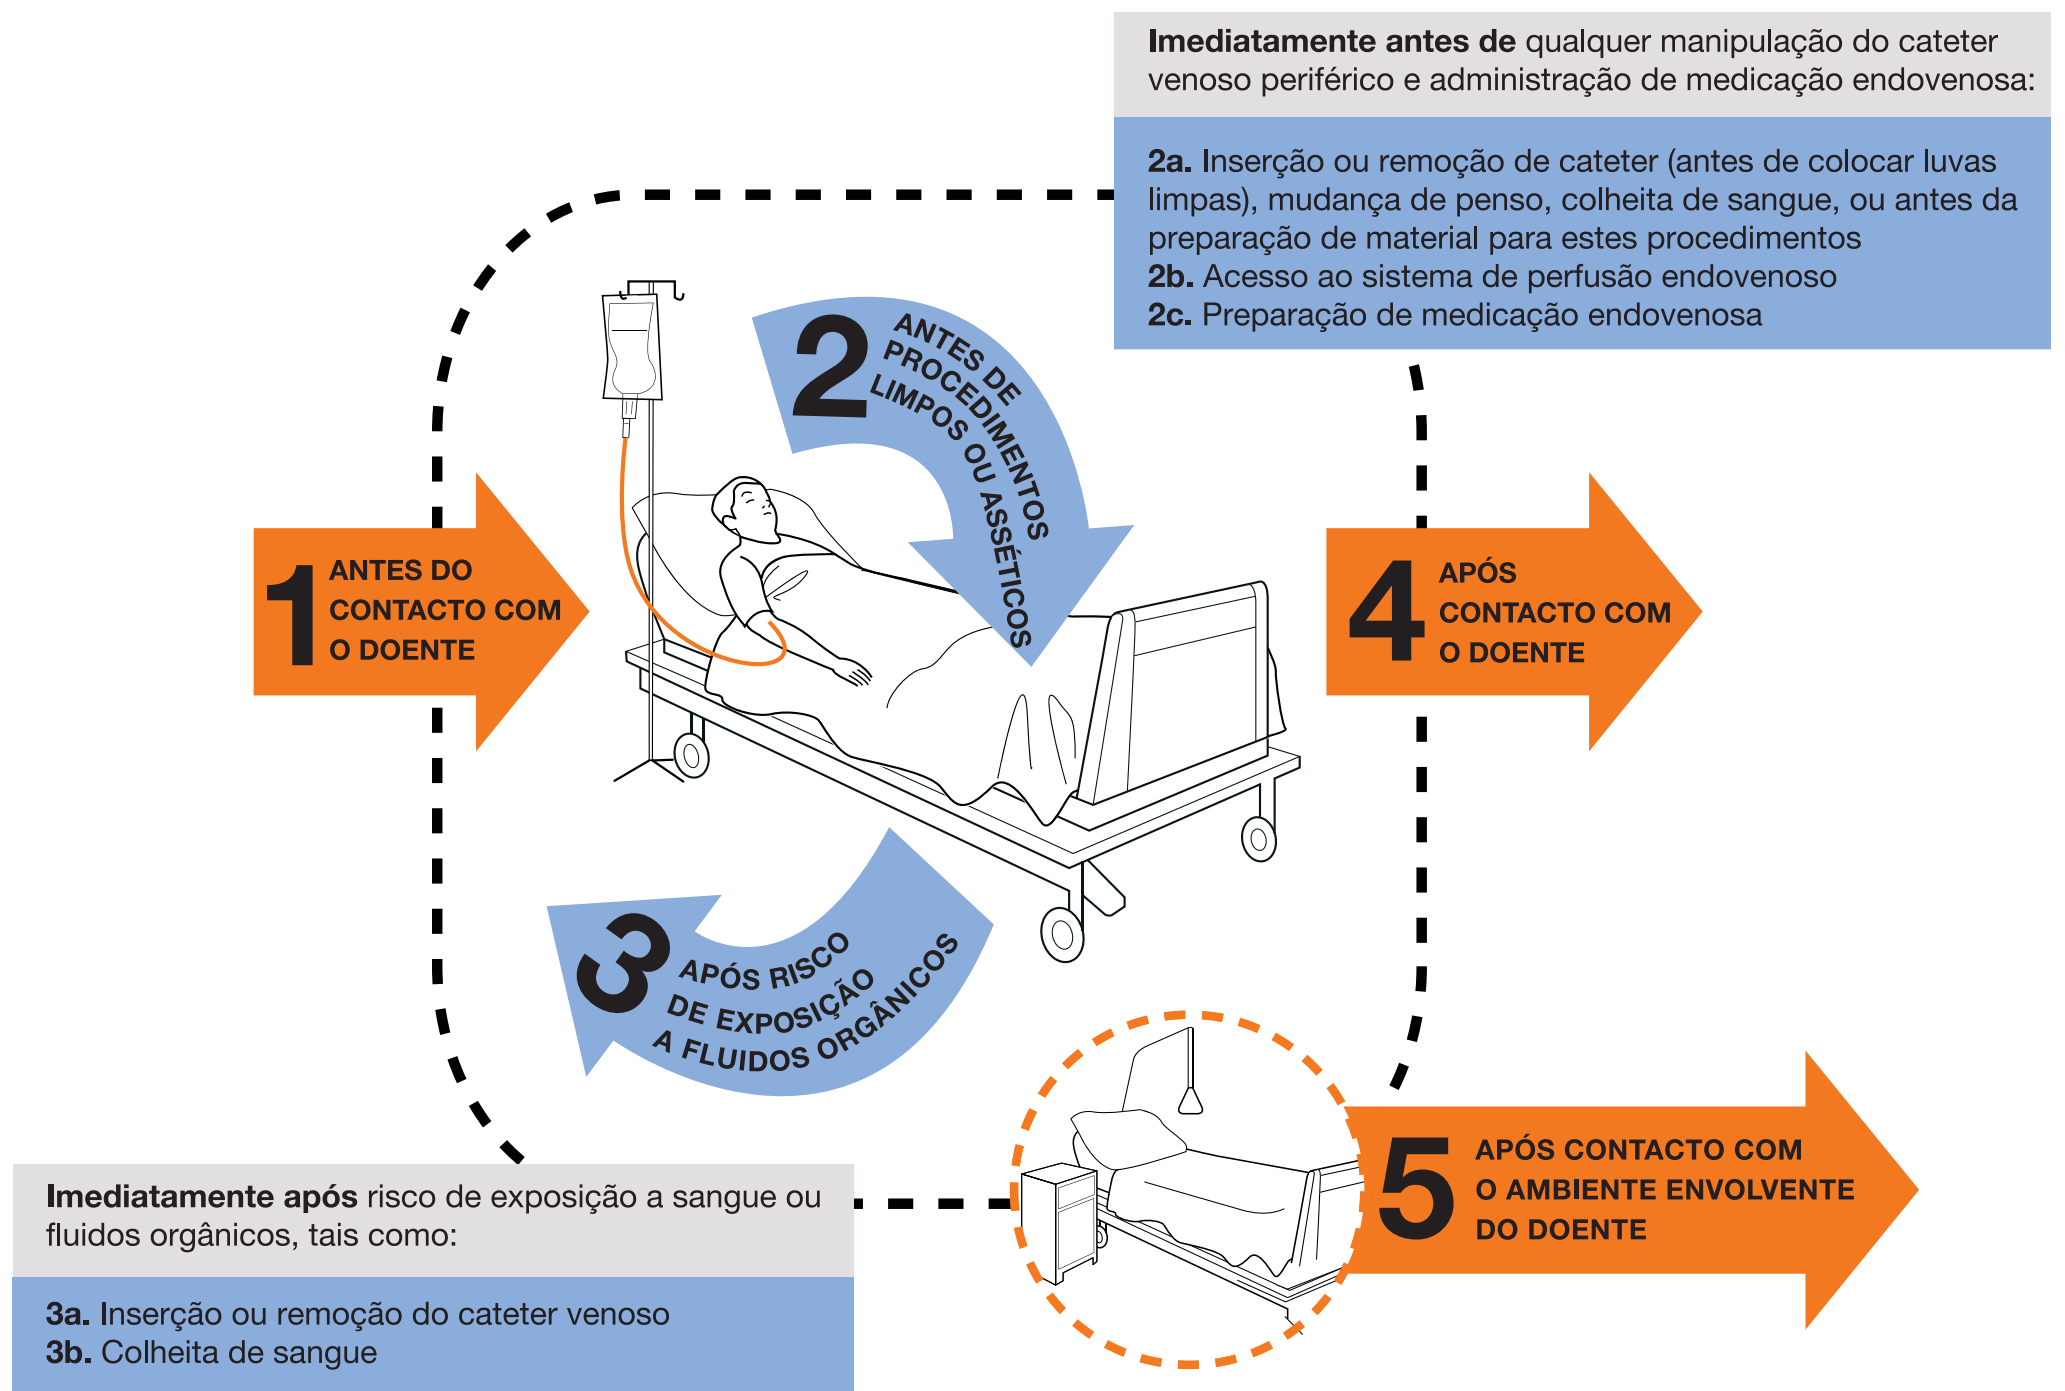 Imediatamente antes de qualquer manipulação do cateter
venoso periférico e administração de medicação endovenosa:
2a. Inserção ou remoção de cateter (antes de colocar luvas
limpas), mudança de penso, colheita de sangue, ou antes da
preparação de material para estes procedimentos
2b. Acesso ao sistema de perfusão endovenoso
2c. Preparação de medicação endovenosa
1
ANTES DO
CONTACTO COM
O DOENTE
2
ANTES DE
PROCEDIMENTOS
LIMPOS OU ASSÉTICOS
3
APÓS RISCO
DE EXPOSIÇÃO
A FLUIDOS ORGÂNICOS
4
APÓS
CONTACTO COM
O DOENTE
5
APÓS CONTACTO COM
O AMBIENTE ENVOLVENTE
DO DOENTE
Imediatamente após risco de exposição a sangue ou
fluidos orgânicos, tais como:
3a. Inserção ou remoção do cateter venoso
3b. Colheita de sangue